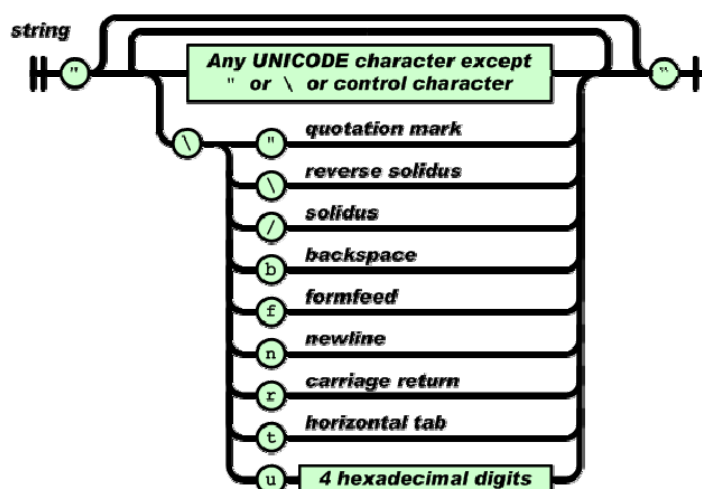 string
"
Any UNICODE character except
" or \ or control character
"
\
" quotation mark
\ reverse solidus
/ solidus
b backspace
f formfeed
n newline
r carriage return
t horizontal tab
u 4 hexadecimal digits